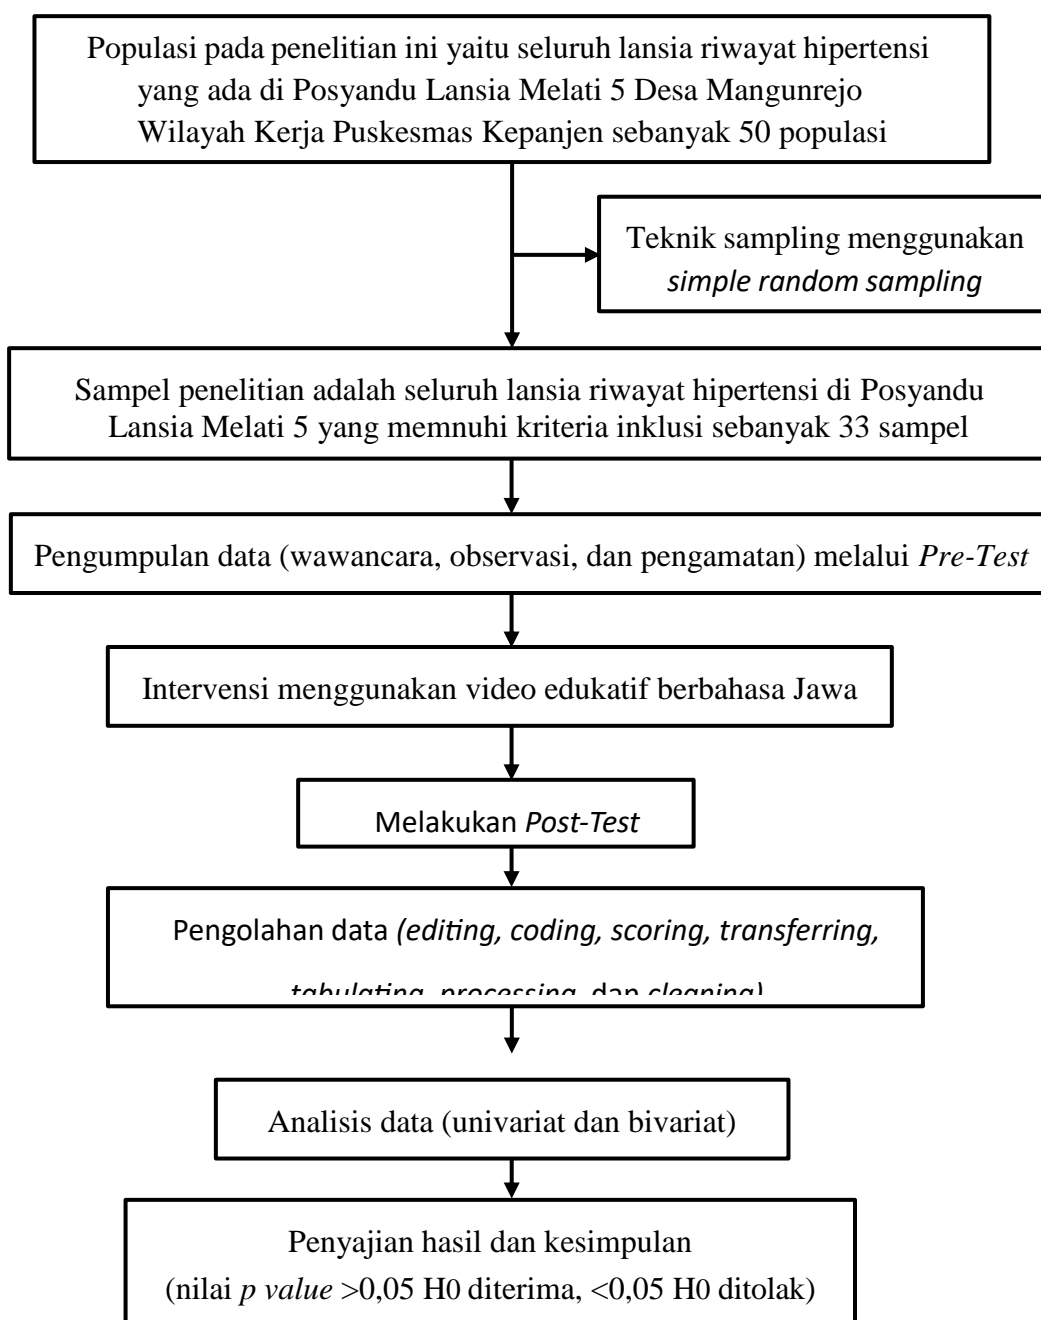 Populasi pada penelitian ini yaitu seluruh lansia riwayat hipertensi
yang ada di Posyandu Lansia Melati 5 Desa Mangunrejo
Wilayah Kerja Puskesmas Kepanjen sebanyak 50 populasi
Teknik sampling menggunakan
simple random sampling
Sampel penelitian adalah seluruh lansia riwayat hipertensi di Posyandu
Lansia Melati 5 yang memnuhi kriteria inklusi sebanyak 33 sampel
Pengumpulan data (wawancara, observasi, dan pengamatan) melalui Pre-Test
Intervensi menggunakan video edukatif berbahasa Jawa
Melakukan Post-Test
Pengolahan data (editing, coding, scoring, transferring,
tabulating, processing, dan cleaning)
Analisis data (univariat dan bivariat)
Penyajian hasil dan kesimpulan
(nilai p value >0,05 H0 diterima, <0,05 H0 ditolak)